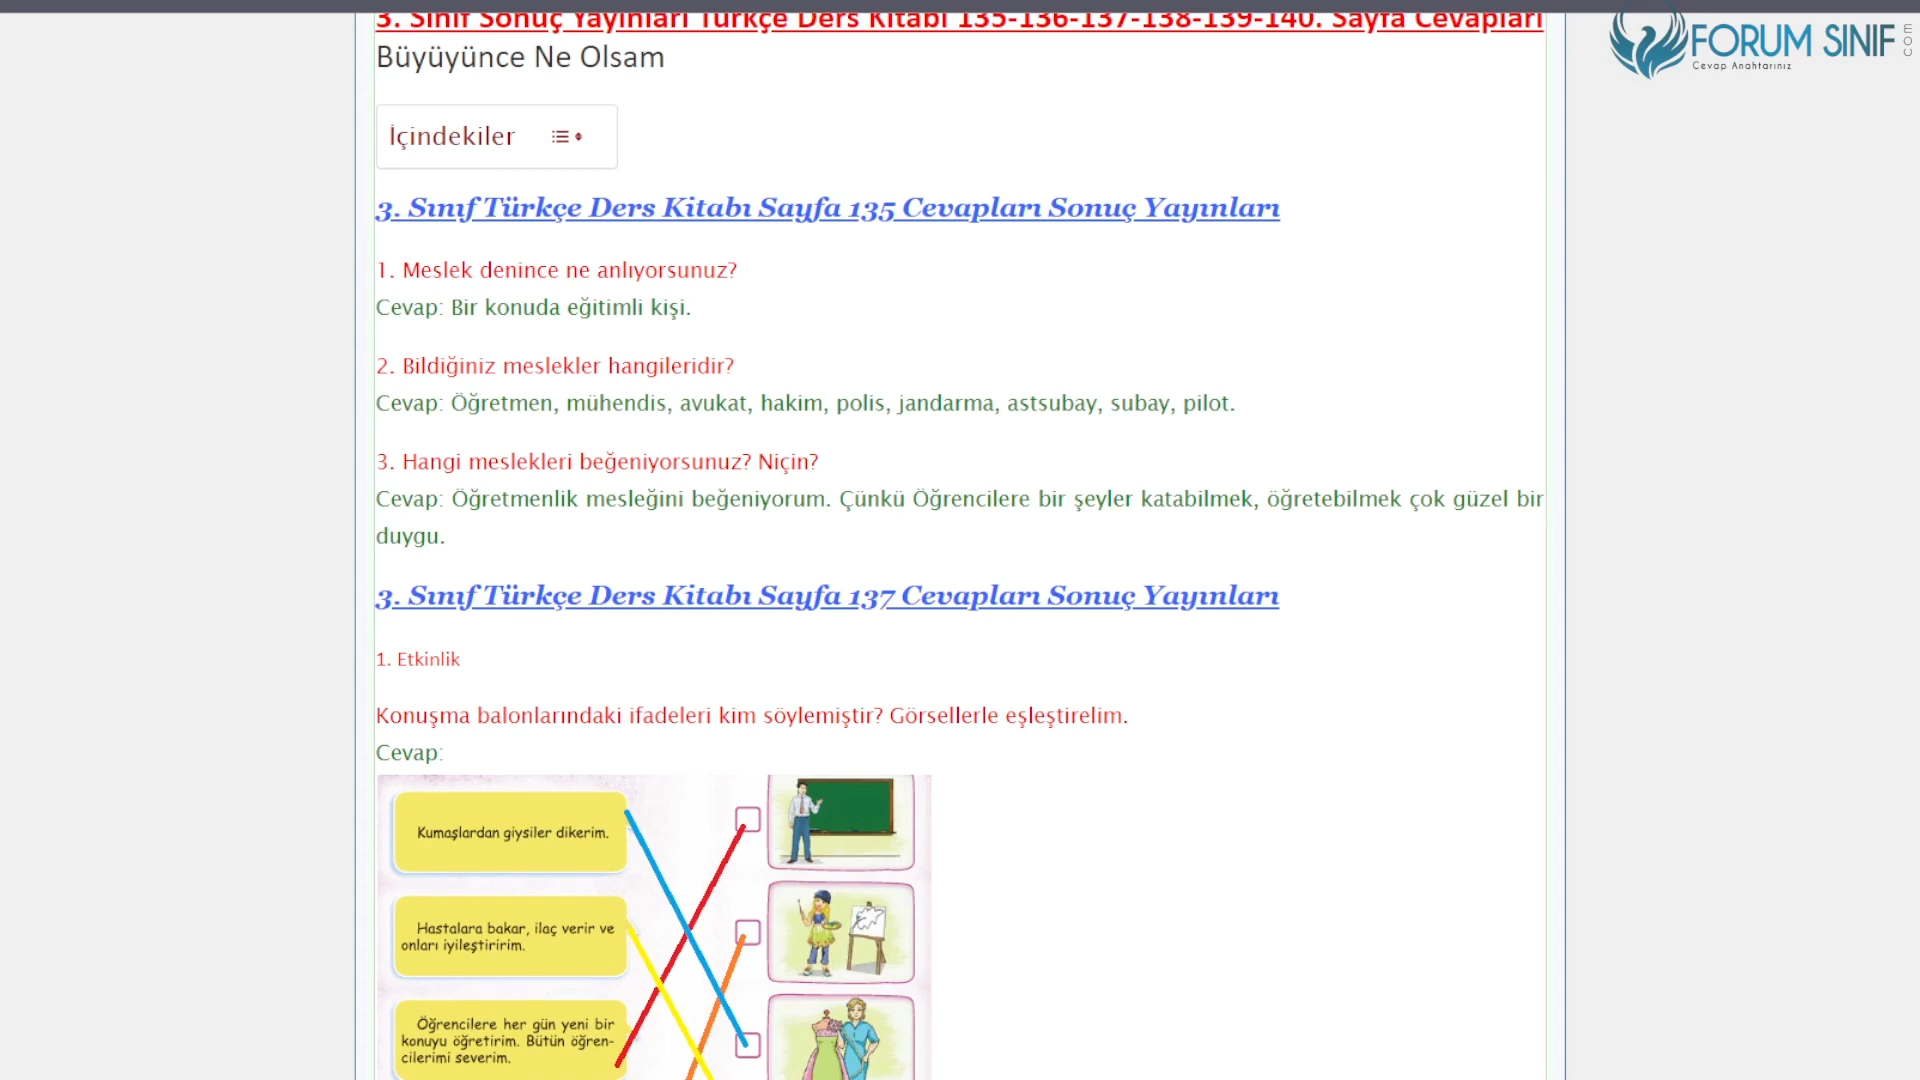 3. Sınıf Sonuç Yayınları Türkçe Ders Kitabı 135-136-137-138-139-140. Sayfa Cevapları
FORUM SINIF
com
Cevap Anahtarınız
Büyüyünce Ne Olsam
İçindekiler
3. Sınıf Türkçe Ders Kitabı Sayfa 135 Cevapları Sonuç Yayınları
1. Meslek denince ne anlıyorsunuz?
Cevap: Bir konuda eğitimli kişi.
2. Bildiğiniz meslekler hangileridir?
Cevap: Öğretmen, mühendis, avukat, hakim, polis, jandarma, astsubay, subay, pilot.
3. Hangi meslekleri beğeniyorsunuz? Niçin?
Cevap: Öğretmenlik mesleğini beğeniyorum. Çünkü Öğrencilere bir şeyler katabilmek, öğretebilmek çok güzel bir
duygu.
3. Sınıf Türkçe Ders Kitabı Sayfa 137 Cevapları Sonuç Yayınları
1. Etkinlik
Konuşma balonlarındaki ifadeleri kim söylemiştir? Görsellerle eşleştirelim.
Cevap:
Kumaşlardan giysiler dikerim.
Hastalara bakar, ilaç verir ve
onları iyileştiririm.
Öğrencilere her gün yeni bir
konuyu öğretirim. Bütün öğren-
cilerimi severim.